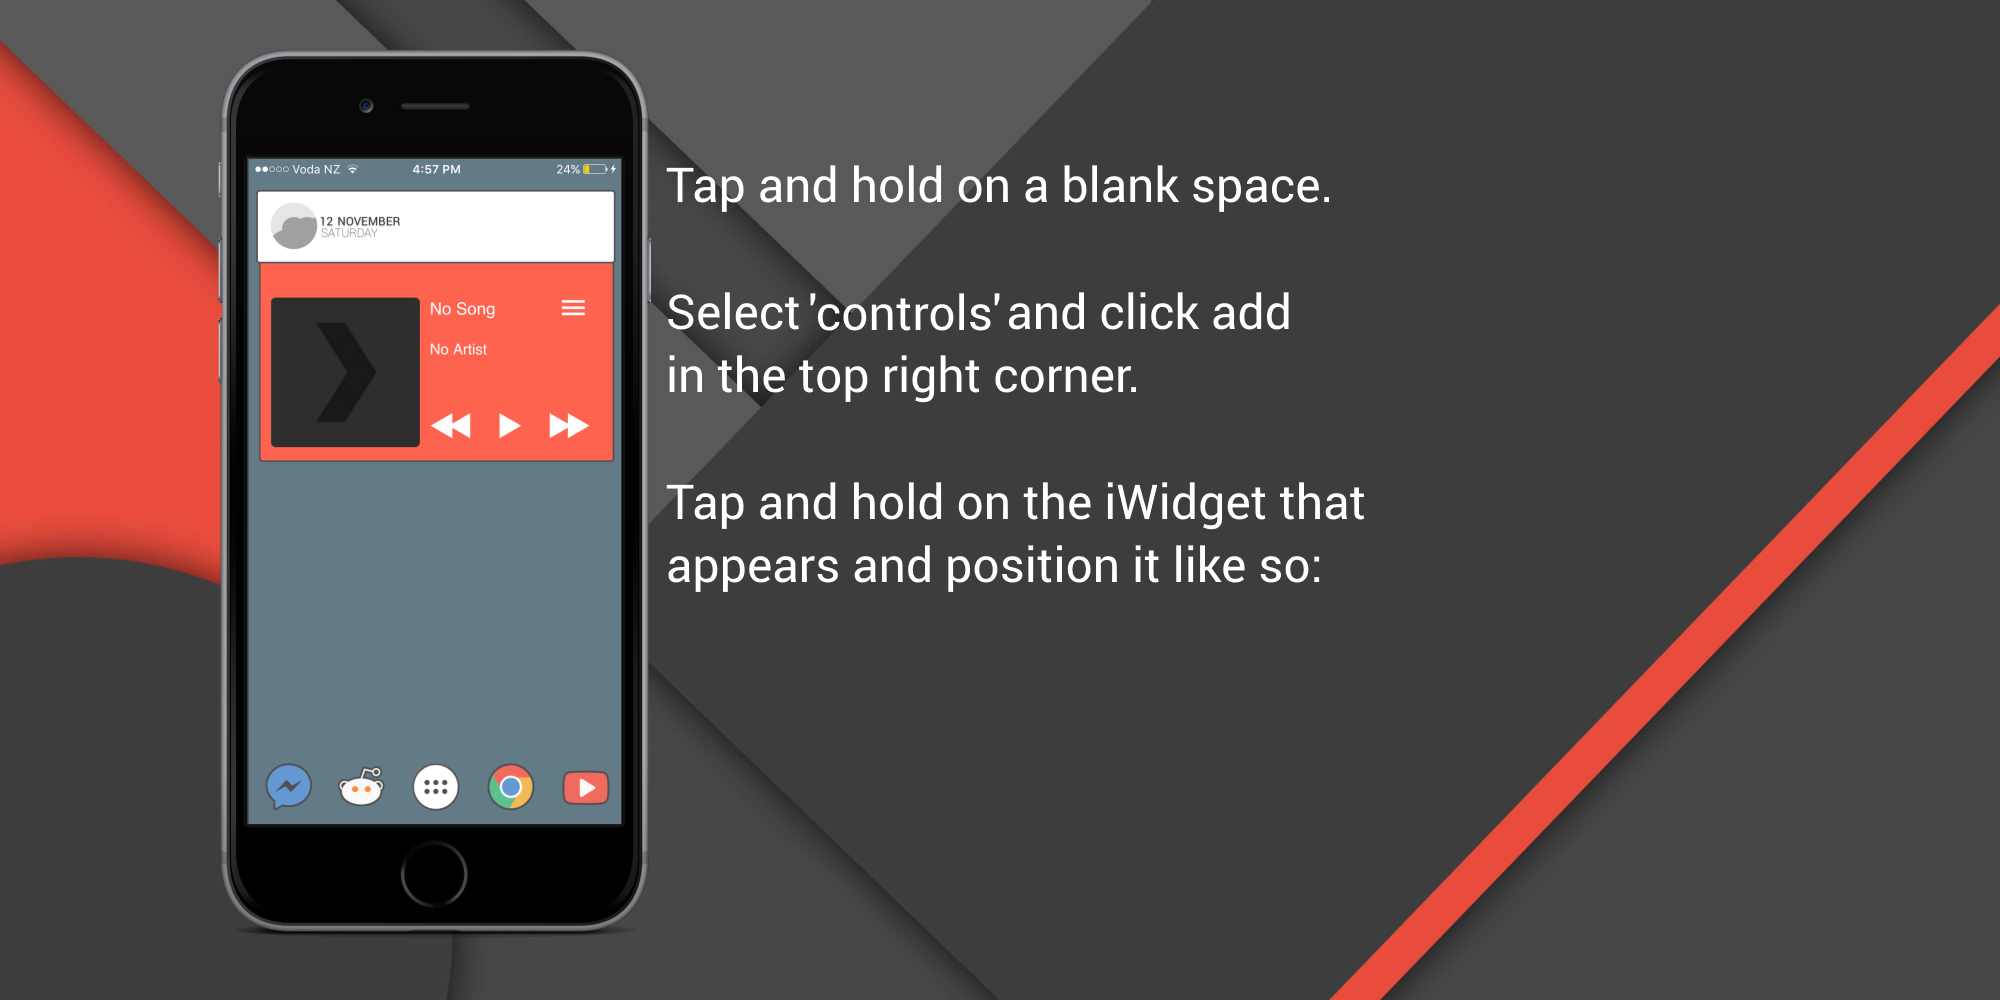 Voda NZ
4:57 PM
24%
12 NOVEMBER
SATURDAY
No Song
No Artist
Tap and hold on a blank space.
Select 'controls' and click add
in the top right corner.
Tap and hold on the iWidget that
appears and position it like so: